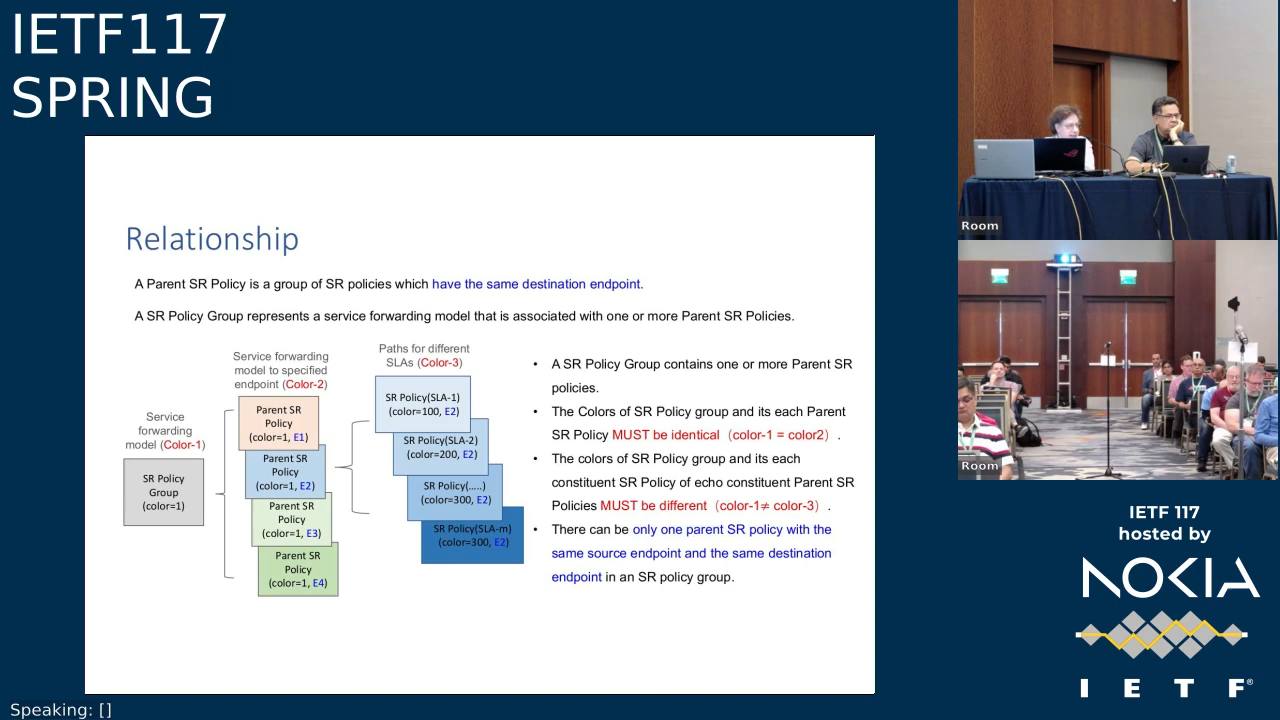 IETF117
SPRING
Relationship
A Parent SR Policy is a group of SR policies which have the same destination endpoint.
A SR Policy Group represents a service forwarding model that is associated with one or more Parent SR Policies.
Service
forwarding
model (Color-1)
SR Policy
Group
(color=1)
Service forwarding
model to specified
endpoint (Color-2)
Parent SR
Policy
(color=1, E1)
Parent SR
Policy
(color=1, E2)
Parent SR
Policy
(color=1, E3)
Parent SR
Policy
(color=1, E4)
Paths for different
SLAs (Color-3)
SR Policy(SLA-1)
(color=100, E2)
SR Policy(SLA-2)
(color=200, E2)
SR Policy(.....)
(color=300, E2)
SR Policy(SLA-m)
(color=300, E2)
• A SR Policy Group contains one or more Parent SR
policies.
• The Colors of SR Policy group and its each Parent
SR Policy MUST be identical（color-1 = color2）.
• The colors of SR Policy group and its each
constituent SR Policy of echo constituent Parent SR
Policies MUST be different（color-1≠ color-3）.
• There can be only one parent SR policy with the
same source endpoint and the same destination
endpoint in an SR policy group.
Room
Room
IETF 117
hosted by
NOKIA
I E T F®
Speaking: []